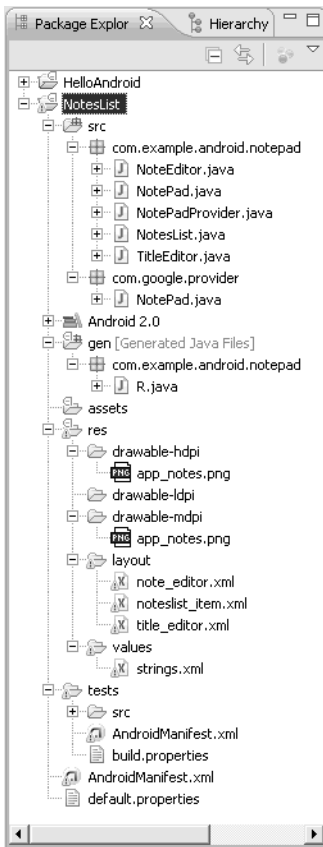 Package Explor Hierarchy
HelloAndroid
NotesList
src
com.example.android.notepad
NoteEditor.java
NotePad.java
NotePadProvider.java
NotesList.java
TitleEditor.java
com.google.provider
NotePad.java
Android 2.0
gen [Generated Java Files]
com.example.android.notepad
R.java
assets
res
drawable-hdpi
app_notes.png
drawable-ldpi
drawable-mdpi
app_notes.png
layout
note_editor.xml
noteslist_item.xml
title_editor.xml
values
strings.xml
tests
src
AndroidManifest.xml
build.properties
AndroidManifest.xml
default.properties